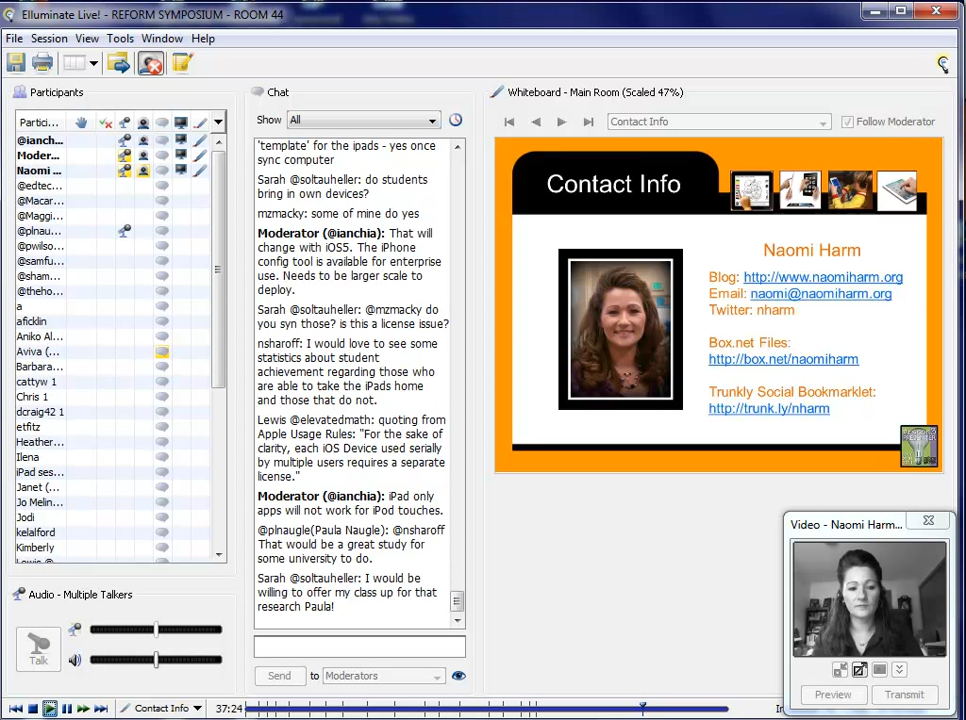 Elluminate Live! - REFORM SYMPOSIUM - ROOM 44
File Session View Tools Window Help
Participants
Partici...
@ianch...
Moder...
Naomi ...
@edtec...
@Macar...
@Maggi...
@plnau...
@pwilso...
@samfu...
@sham...
@theho...
a
aficklin
Aniko Al...
Aviva (...
Barbara...
cattyw 1
Chris 1
dcraig42 1
etfitz
Heather...
Ilena
iPad ses...
Janet (...
Jo Melin...
Jodi
kelalford
Kimberly
Audio - Multiple Talkers
Talk
Chat
Show All
'template' for the ipads - yes once
sync computer
Sarah @soltauheller: do students
bring in own devices?
mzmacky: some of mine do yes
Moderator (@ianchia): That will
change with iOS5. The iPhone
config tool is available for enterprise
use. Needs to be larger scale to
deploy.
Sarah @soltauheller: @mzmacky do
you syn those? is this a license issue?
nsharoff: I would love to see some
statistics about student
achievement regarding those who
are able to take the iPads home
and those that do not.
Lewis @elevatedmath: quoting from
Apple Usage Rules: "For the sake of
clarity, each iOS Device used serially
by multiple users requires a separate
license."
Moderator (@ianchia): iPad only
apps will not work for iPod touches.
@plnaugle(Paula Naugle): @nsharoff
That would be a great study for
some university to do.
Sarah @soltauheller: I would be
willing to offer my class up for that
research Paula!
Send to Moderators
Whiteboard - Main Room (Scaled 47%)
Contact Info
Follow Moderator
Contact Info
Naomi Harm
Blog: http://www.naomiharm.org
Email: naomi@naomiharm.org
Twitter: nharm
Box.net Files:
http://box.net/naomiharm
Trunkly Social Bookmarklet:
http://trunk.ly/nharm
Video - Naomi Harm...
Preview Transmit
Contact Info 37:24